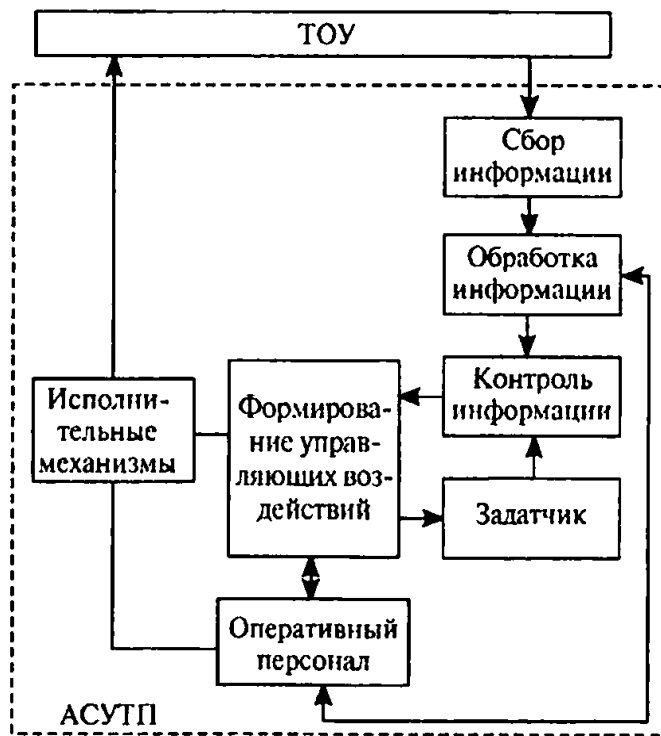 ТОУ
Сбор
информации
Обработка
информации
Контроль
информации
Исполни-
тельные
механизмы
Формирова-
ние управ-
ляющих воз-
действий
Задатчик
Оперативный
персонал
АСУТП